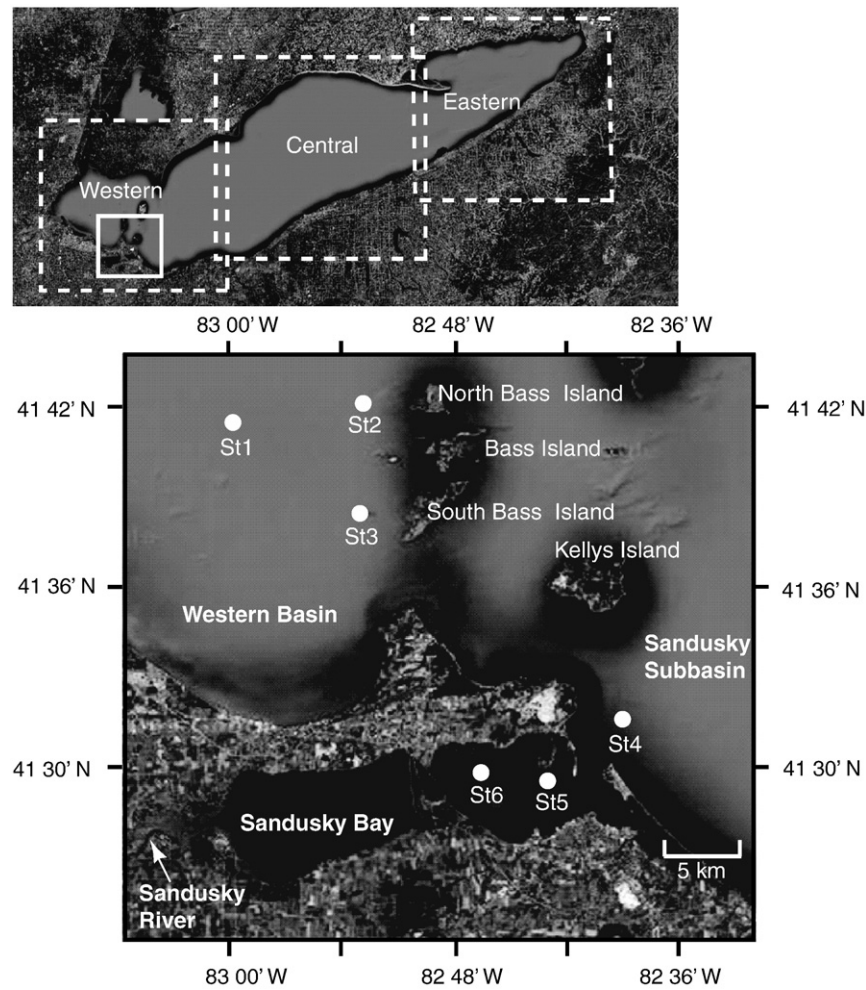 Eastern
Central
Western
83 00' W 82 48' W 82 36' W
41 42' N 41 42' N
North Bass Island
St2
St1
Bass Island
South Bass Island
St3
Kellys Island
41 36' N 41 36' N
Western Basin
Sandusky
Subbasin
St4
41 30' N 41 30' N
St6 St5
Sandusky Bay
5 km
Sandusky
River
83 00' W 82 48' W 82 36' W